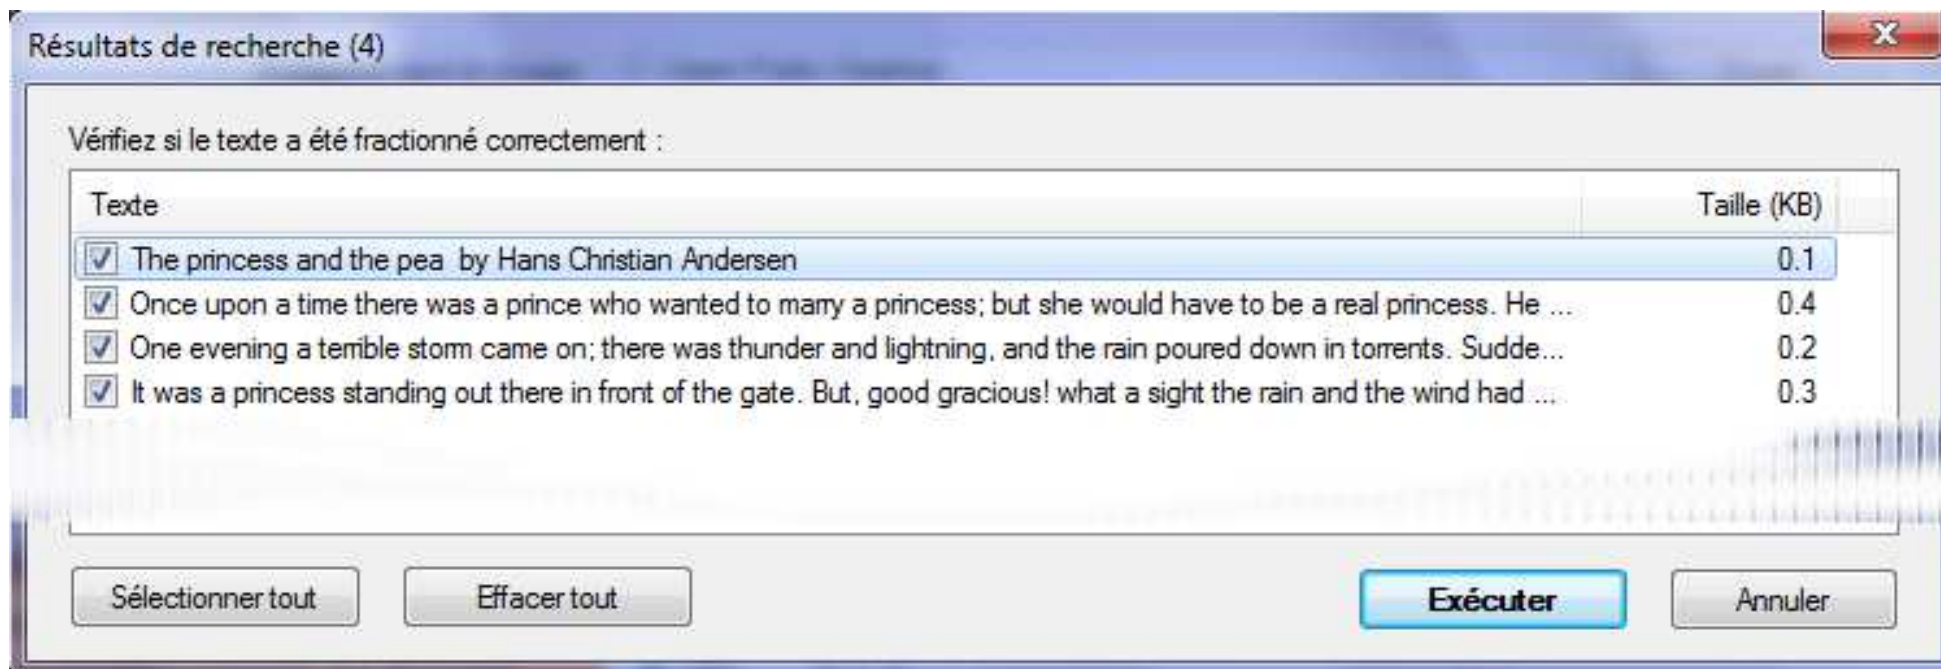 Résultats de recherche (4)
Vérifiez si le texte a été fractionné correctement :
Texte Taille (KB)
The princess and the pea by Hans Christian Andersen 0.1
Once upon a time there was a prince who wanted to marry a princess; but she would have to be a real princess. He ... 0.4
One evening a terrible storm came on; there was thunder and lightning, and the rain poured down in torrents. Sudde... 0.2
It was a princess standing out there in front of the gate. But, good gracious! what a sight the rain and the wind had ... 0.3
Sélectionner tout Effacer tout Exécuter Annuler